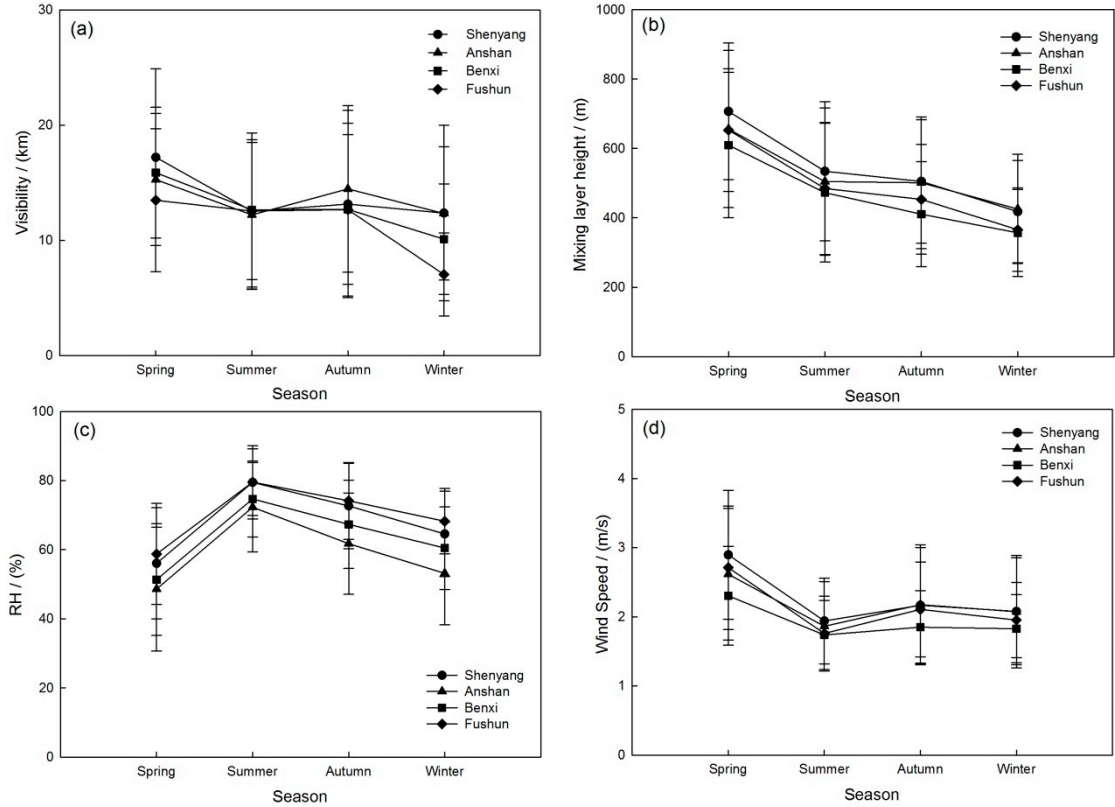 (a)
30
20
10
0
Visibility / (km)
Shenyang
Anshan
Benxi
Fushun
Spring Summer Autumn Winter
Season
(b)
1000
800
600
400
200
0
Mixing layer height / (m)
Shenyang
Anshan
Benxi
Fushun
Spring Summer Autumn Winter
Season
(c)
100
80
60
40
20
0
RH / (%)
Shenyang
Anshan
Benxi
Fushun
Spring Summer Autumn Winter
Season
(d)
5
4
3
2
1
0
Wind Speed / (m/s)
Shenyang
Anshan
Benxi
Fushun
Spring Summer Autumn Winter
Season